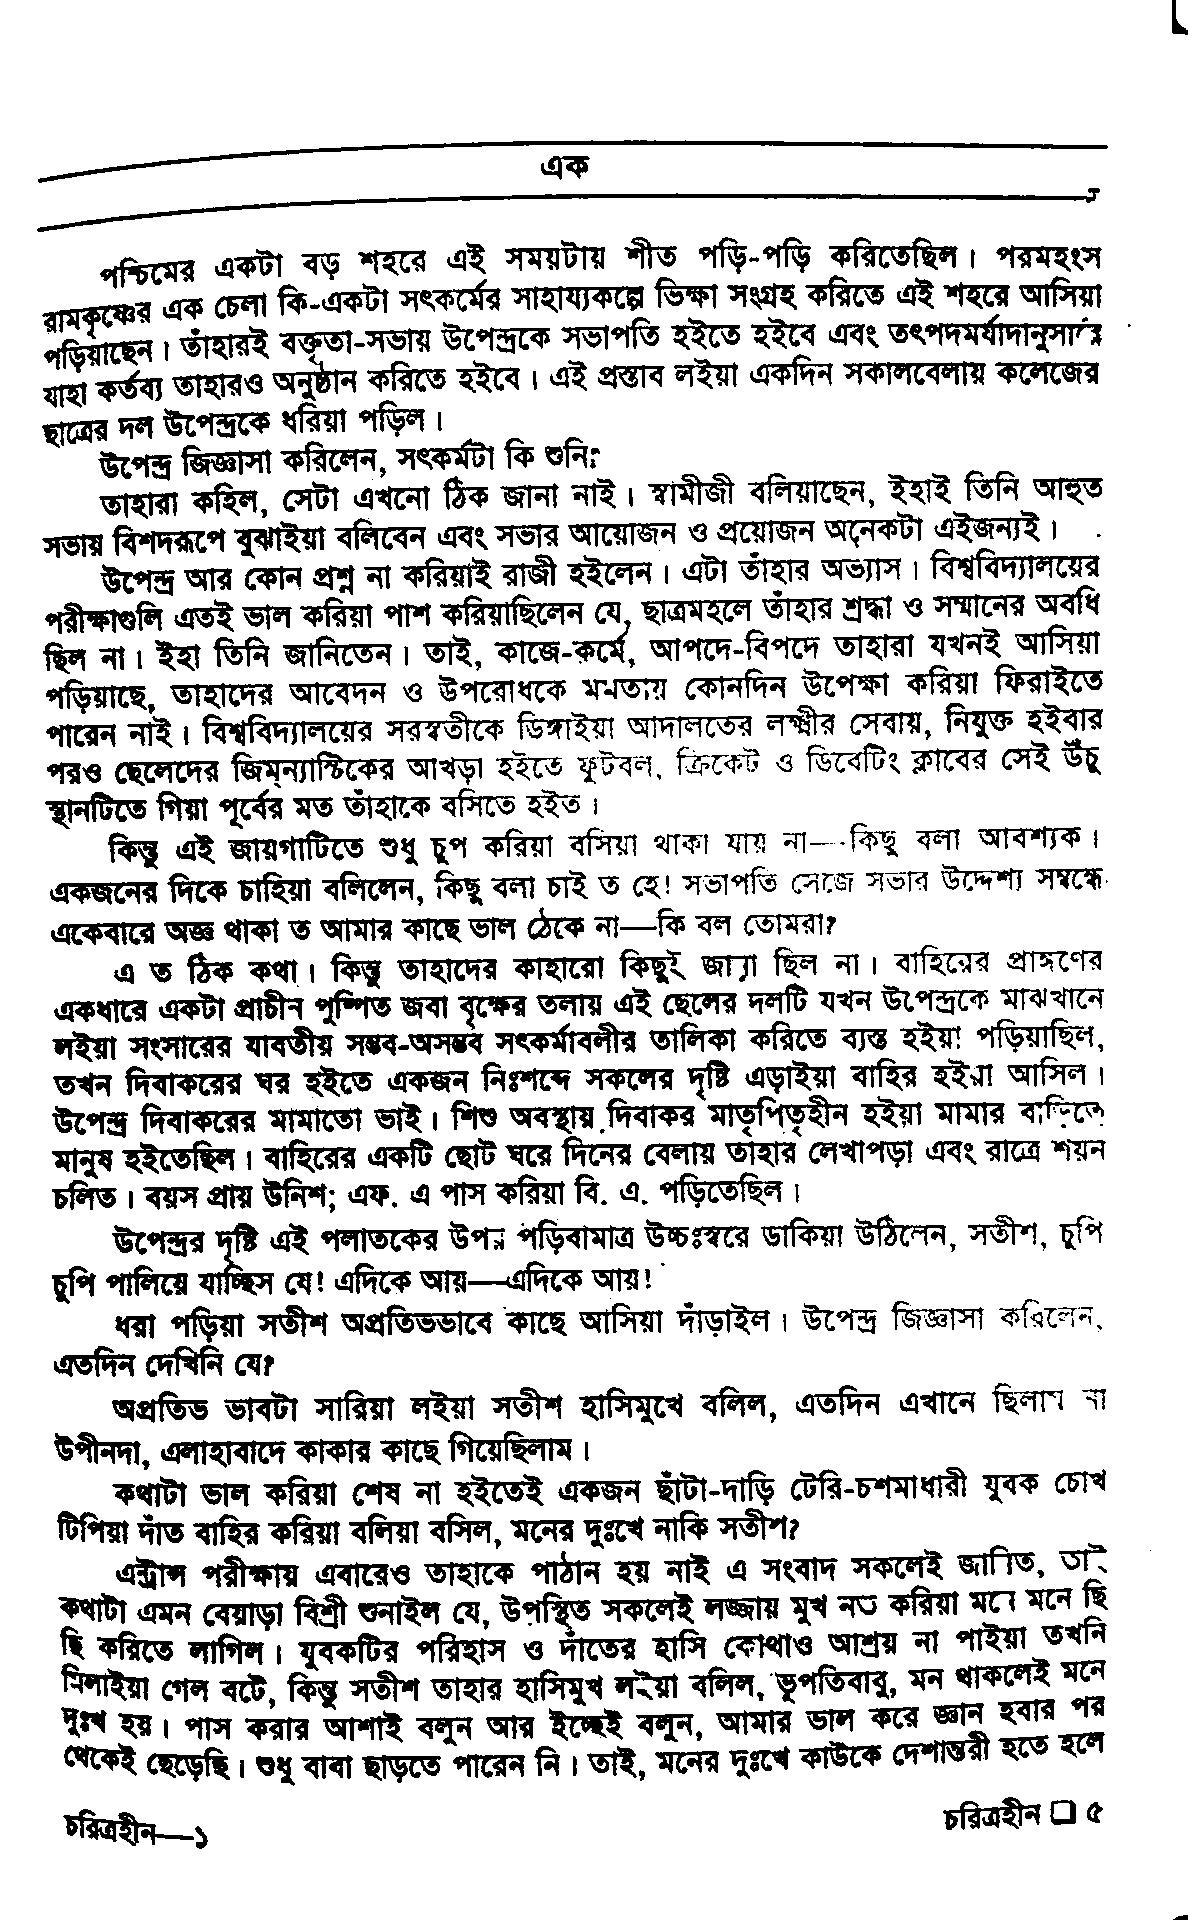 এক
পশ্চিমের একটা বড় শহরে এই সময়টায় শীত পড়ি-পড়ি করিতেছিল। পরমহংস
রামকৃষ্ণের এক চেলা কি-একটা সৎকর্মের সাহায্যকল্পে ভিক্ষা সংগ্রহ করিতে এই শহরে আসিয়া
পড়িয়াছেন। তাঁহারই বক্তৃতা-সভায় উপেন্দ্রকে সভাপতি হইতে হইবে এবং তৎপদমর্যাদানুসারে
যাহা কর্তব্য তাহারও অনুষ্ঠান করিতে হইবে। এই প্রস্তাব লইয়া একদিন সকালবেলায় কলেজের
ছাত্রের দল উপেন্দ্রকে ধরিয়া পড়িল।
উপেন্দ্র জিজ্ঞাসা করিলেন, সৎকর্মটা কি শুনি?
তাহারা কহিল, সেটা এখনো ঠিক জানা নাই। স্বামীজী বলিয়াছেন, ইহাই তিনি আহুত
সভায় বিশদরূপে বুঝাইয়া বলিবেন এবং সভার আয়োজন ও প্রয়োজন অনেকটা এইজন্যই।
উপেন্দ্র আর কোন প্রশ্ন না করিয়াই রাজী হইলেন। এটা তাঁহার অভ্যাস। বিশ্ববিদ্যালয়ের
পরীক্ষাগুলি এতই ভাল করিয়া পাশ করিয়াছিলেন যে, ছাত্রমহলে তাঁহার শ্রদ্ধা ও সম্মানের অবধি
ছিল না। ইহা তিনি জানিতেন। তাই, কাজে-কর্মে, আপদে-বিপদে তাহারা যখনই আসিয়া
পড়িয়াছে, তাহাদের আবেদন ও উপরোধকে মমতায় কোনদিন উপেক্ষা করিয়া ফিরাইতে
পারেন নাই। বিশ্ববিদ্যালয়ের সরস্বতীকে ডিঙ্গাইয়া আদালতের লক্ষ্মীর সেবায়, নিযুক্ত হইবার
পরও ছেলেদের জিম্‌ন্যাস্টিকের আখড়া হইতে ফুটবল, ক্রিকেট ও ডিবেটিং ক্লাবের সেই উঁচু
স্থানটিতে গিয়া পূর্বের মত তাঁহাকে বসিতে হইত।
কিন্তু এই জায়গাটিতে শুধু চুপ করিয়া বসিয়া থাকা যায় না—কিছু বলা আবশ্যক।
একজনের দিকে চাহিয়া বলিলেন, কিছু বলা চাই ত হে! সভাপতি সেজে সভার উদ্দেশ্য সম্বন্ধে
একেবারে অজ্ঞ থাকা ত আমার কাছে ভাল ঠেকে না—কি বল তোমরা?
এ ত ঠিক কথা। কিন্তু তাহাদের কাহারো কিছুই জানা ছিল না। বাহিরের প্রাঙ্গণের
একধারে একটা প্রাচীন পুষ্পিত জবা বৃক্ষের তলায় এই ছেলের দলটি যখন উপেন্দ্রকে মাঝখানে
লইয়া সংসারের যাবতীয় সম্ভব-অসম্ভব সৎকর্মাবলীর তালিকা করিতে ব্যস্ত হইয়া পড়িয়াছিল,
তখন দিবাকরের ঘর হইতে একজন নিঃশব্দে সকলের দৃষ্টি এড়াইয়া বাহির হইয়া আসিল।
উপেন্দ্র দিবাকরের মামাতো ভাই। শিশু অবস্থায় দিবাকর মাতৃপিতৃহীন হইয়া মামার বাড়িতে
মানুষ হইতেছিল। বাহিরের একটি ছোট ঘরে দিনের বেলায় তাহার লেখাপড়া এবং রাত্রে শয়ন
চলিত। বয়স প্রায় উনিশ; এফ. এ পাস করিয়া বি. এ. পড়িতেছিল।
উপেন্দ্রর দৃষ্টি এই পলাতকের উপর পড়িবামাত্র উচ্চঃস্বরে ডাকিয়া উঠিলেন, সতীশ, চুপি
চুপি পালিয়ে যাচ্ছিস যে! এদিকে আয়—এদিকে আয়!
ধরা পড়িয়া সতীশ অপ্রতিভভাবে কাছে আসিয়া দাঁড়াইল। উপেন্দ্র জিজ্ঞাসা করিলেন,
এতদিন দেখিনি যে?
অপ্রতিভ ভাবটা সারিয়া লইয়া সতীশ হাসিমুখে বলিল, এতদিন এখানে ছিলাম না
উপীনদা, এলাহাবাদে কাকার কাছে গিয়েছিলাম।
কথাটা ভাল করিয়া শেষ না হইতেই একজন ছাঁটা-দাড়ি টেরি-চশমাধারী যুবক চোখ
টিপিয়া দাঁত বাহির করিয়া বলিয়া বসিল, মনের দুঃখে নাকি সতীশ?
এন্ট্রান্স পরীক্ষায় এবারেও তাহাকে পাঠান হয় নাই এ সংবাদ সকলেই জানিত, তাই
কথাটা এমন বেয়াড়া বিশ্রী শুনাইল যে, উপস্থিত সকলেই লজ্জায় মুখ নত করিয়া মনে মনে ছি
ছি করিতে লাগিল। যুবকটির পরিহাস ও দাঁতের হাসি কোথাও আশ্রয় না পাইয়া তখনি
মিলাইয়া গেল বটে, কিন্তু সতীশ তাহার হাসিমুখ লইয়া বলিল, ভূপতিবাবু, মন থাকলেই মনে
দুঃখ হয়। পাস করার আশাই বলুন আর ইচ্ছেই বলুন, আমার ভাল করে জ্ঞান হবার পর
থেকেই ছেড়েছি। শুধু বাবা ছাড়তে পারেন নি। তাই, মনের দুঃখে কাউকে দেশান্তরী হতে হলে
চরিত্রহীন—১
চরিত্রহীন □ ৫